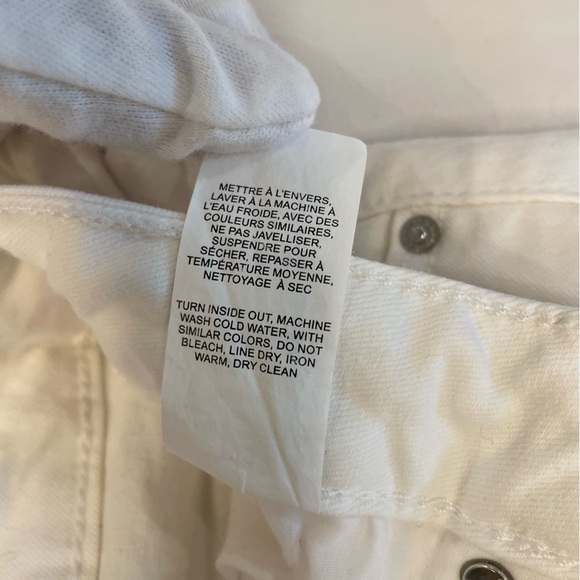 METTRE À L'ENVERS,
LAVER À LA MACHINE À
L'EAU FROIDE, AVEC DES
COULEURS SIMILAIRES,
NE PAS JAVELLISER,
SUSPENDRE POUR
SÉCHER, REPASSER À
TEMPÉRATURE MOYENNE,
NETTOYAGE À SEC
TURN INSIDE OUT, MACHINE
WASH COLD WATER, WITH
SIMILAR COLORS, DO NOT
BLEACH, LINE DRY, IRON
WARM, DRY CLEAN